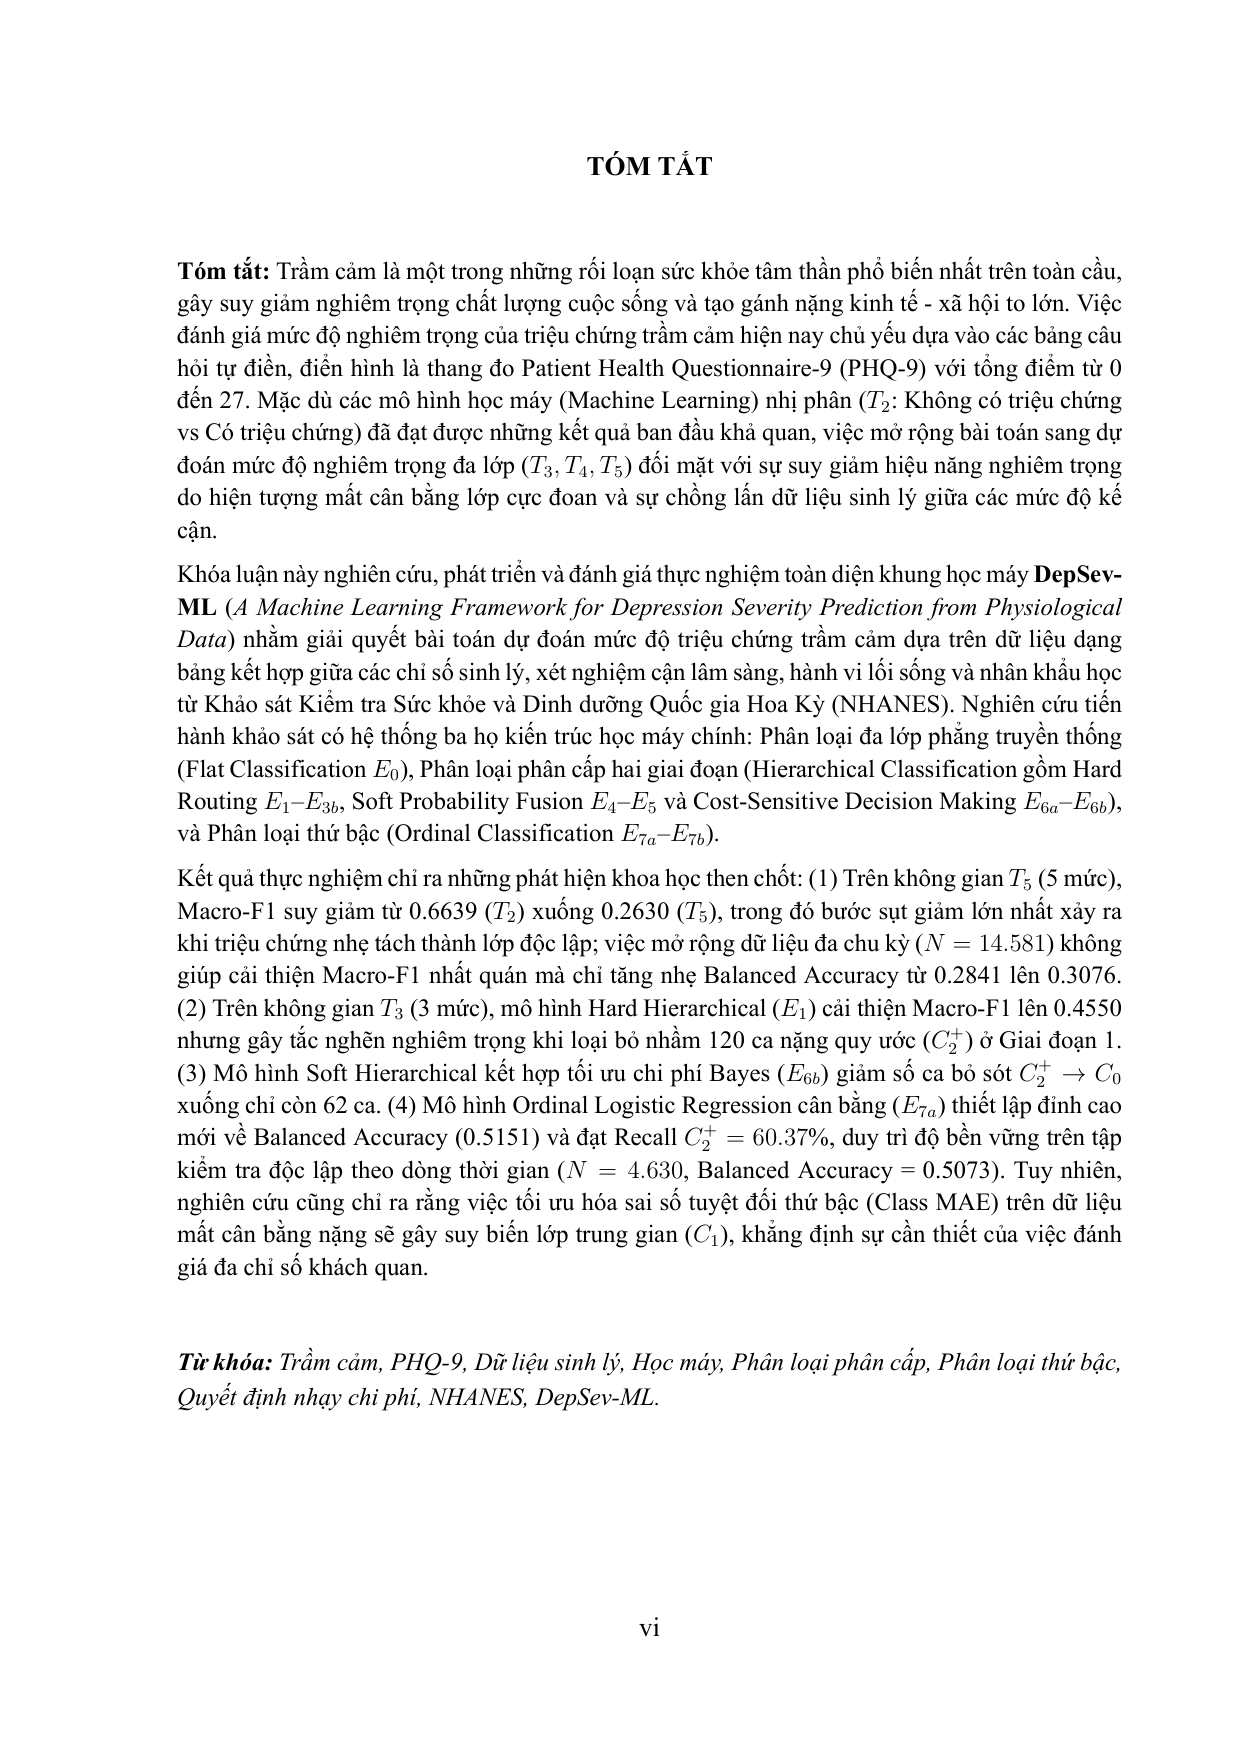 TÓM TẮT
Tóm tắt: Trầm cảm là một trong những rối loạn sức khỏe tâm thần phổ biến nhất trên toàn cầu,
gây suy giảm nghiêm trọng chất lượng cuộc sống và tạo gánh nặng kinh tế - xã hội to lớn. Việc
đánh giá mức độ nghiêm trọng của triệu chứng trầm cảm hiện nay chủ yếu dựa vào các bảng câu
hỏi tự điền, điển hình là thang đo Patient Health Questionnaire-9 (PHQ-9) với tổng điểm từ 0
đến 27. Mặc dù các mô hình học máy (Machine Learning) nhị phân (T₂: Không có triệu chứng
vs Có triệu chứng) đã đạt được những kết quả ban đầu khả quan, việc mở rộng bài toán sang dự
đoán mức độ nghiêm trọng đa lớp (T₃, T₄, T₅) đối mặt với sự suy giảm hiệu năng nghiêm trọng
do hiện tượng mất cân bằng lớp cực đoan và sự chồng lấn dữ liệu sinh lý giữa các mức độ kế
cận.
Khóa luận này nghiên cứu, phát triển và đánh giá thực nghiệm toàn diện khung học máy DepSev-
ML (A Machine Learning Framework for Depression Severity Prediction from Physiological
Data) nhằm giải quyết bài toán dự đoán mức độ triệu chứng trầm cảm dựa trên dữ liệu dạng
bảng kết hợp giữa các chỉ số sinh lý, xét nghiệm cận lâm sàng, hành vi lối sống và nhân khẩu học
từ Khảo sát Kiểm tra Sức khỏe và Dinh dưỡng Quốc gia Hoa Kỳ (NHANES). Nghiên cứu tiến
hành khảo sát có hệ thống ba họ kiến trúc học máy chính: Phân loại đa lớp phẳng truyền thống
(Flat Classification E₀), Phân loại phân cấp hai giai đoạn (Hierarchical Classification gồm Hard
Routing E₁–E_{3b}, Soft Probability Fusion E₄–E₅ và Cost-Sensitive Decision Making E_{6a}–E_{6b}),
và Phân loại thứ bậc (Ordinal Classification E_{7a}–E_{7b}).
Kết quả thực nghiệm chỉ ra những phát hiện khoa học then chốt: (1) Trên không gian T₅ (5 mức),
Macro-F1 suy giảm từ 0.6639 (T₂) xuống 0.2630 (T₅), trong đó bước sụt giảm lớn nhất xảy ra
khi triệu chứng nhẹ tách thành lớp độc lập; việc mở rộng dữ liệu đa chu kỳ (N = 14.581) không
giúp cải thiện Macro-F1 nhất quán mà chỉ tăng nhẹ Balanced Accuracy từ 0.2841 lên 0.3076.
(2) Trên không gian T₃ (3 mức), mô hình Hard Hierarchical (E₁) cải thiện Macro-F1 lên 0.4550
nhưng gây tắc nghẽn nghiêm trọng khi loại bỏ nhầm 120 ca nặng quy ước (C₂⁺) ở Giai đoạn 1.
(3) Mô hình Soft Hierarchical kết hợp tối ưu chi phí Bayes (E_{6b}) giảm số ca bỏ sót C₂⁺ → C₀
xuống chỉ còn 62 ca. (4) Mô hình Ordinal Logistic Regression cân bằng (E_{7a}) thiết lập đỉnh cao
mới về Balanced Accuracy (0.5151) và đạt Recall C₂⁺ = 60.37%, duy trì độ bền vững trên tập
kiểm tra độc lập theo dòng thời gian (N = 4.630, Balanced Accuracy = 0.5073). Tuy nhiên,
nghiên cứu cũng chỉ ra rằng việc tối ưu hóa sai số tuyệt đối thứ bậc (Class MAE) trên dữ liệu
mất cân bằng nặng sẽ gây suy biến lớp trung gian (C₁), khẳng định sự cần thiết của việc đánh
giá đa chỉ số khách quan.
Từ khóa: Trầm cảm, PHQ-9, Dữ liệu sinh lý, Học máy, Phân loại phân cấp, Phân loại thứ bậc,
Quyết định nhạy chi phí, NHANES, DepSev-ML.
vi